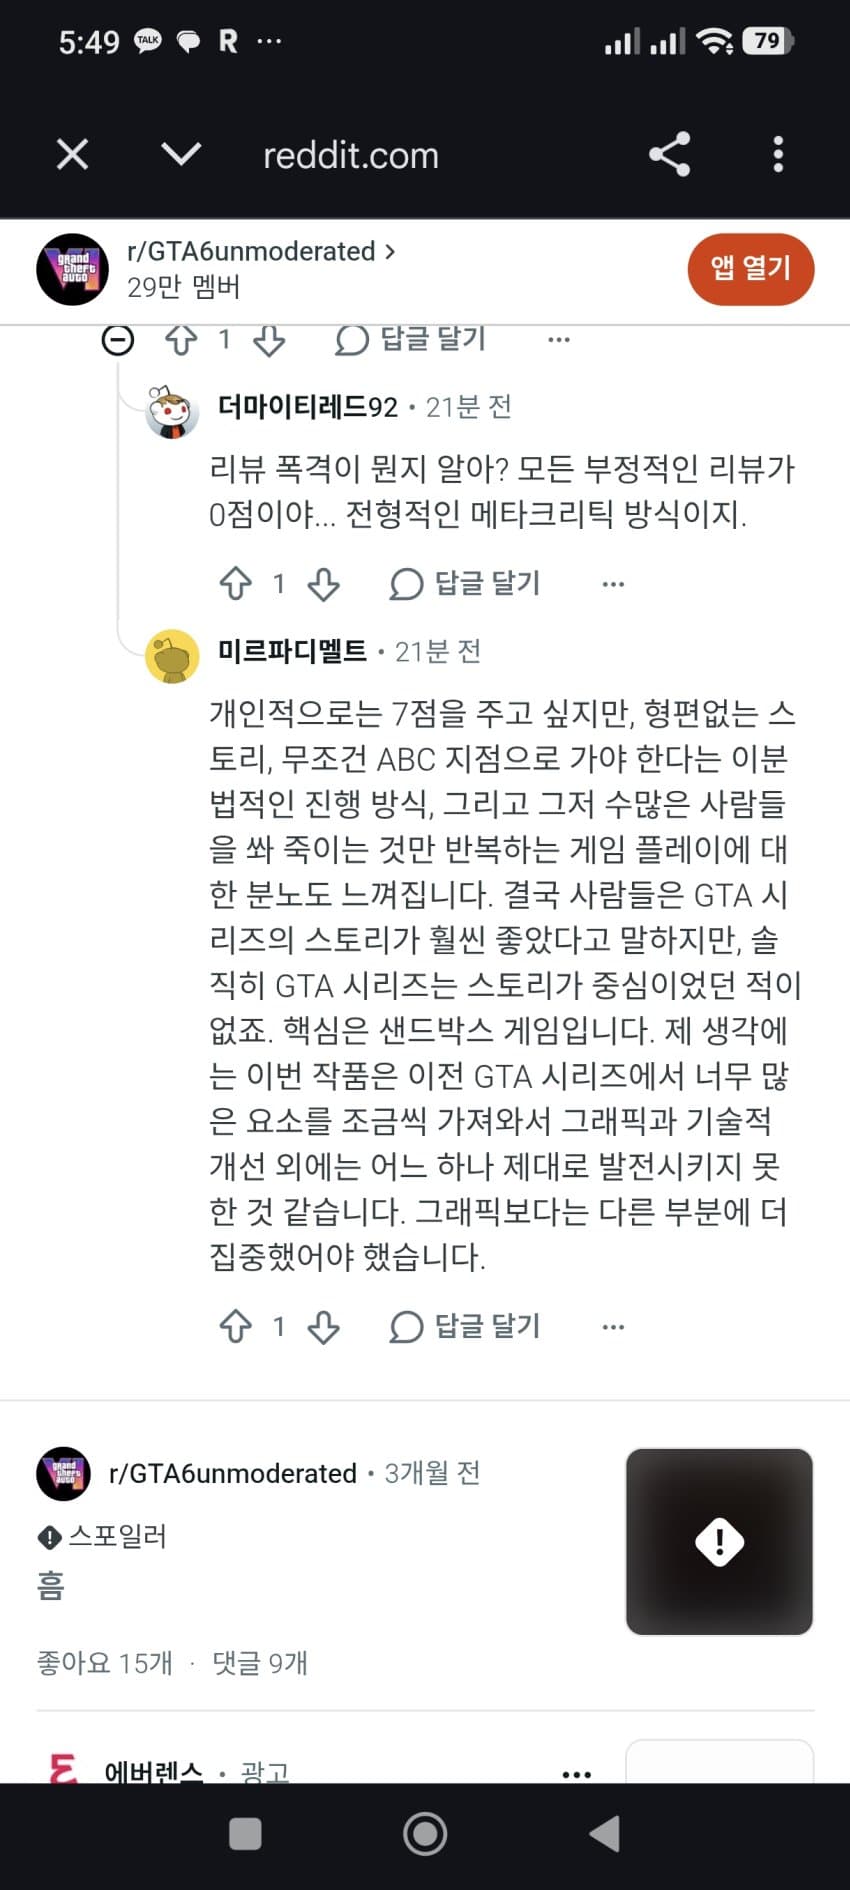 5:49 TALK R ...
79
reddit.com
r/GTA6unmoderated >
29만 멤버
앱 열기
1 답글 달기 ...
더마이티레드92 • 21분 전
리뷰 폭격이 뭔지 알아? 모든 부정적인 리뷰가
0점이야... 전형적인 메타크리틱 방식이지.
1 답글 달기 ...
미르파디멜트 • 21분 전
개인적으로는 7점을 주고 싶지만, 형편없는 스
토리, 무조건 ABC 지점으로 가야 한다는 이분
법적인 진행 방식, 그리고 그저 수많은 사람들
을 쏴 죽이는 것만 반복하는 게임 플레이에 대
한 분노도 느껴집니다. 결국 사람들은 GTA 시
리즈의 스토리가 훨씬 좋았다고 말하지만, 솔
직히 GTA 시리즈는 스토리가 중심이었던 적이
없죠. 핵심은 샌드박스 게임입니다. 제 생각에
는 이번 작품은 이전 GTA 시리즈에서 너무 많
은 요소를 조금씩 가져와서 그래픽과 기술적
개선 외에는 어느 하나 제대로 발전시키지 못
한 것 같습니다. 그래픽보다는 다른 부분에 더
집중했어야 했습니다.
1 답글 달기 ...
r/GTA6unmoderated • 3개월 전
스포일러
흠
좋아요 15개 · 댓글 9개
에버렌스 • 광고 ...